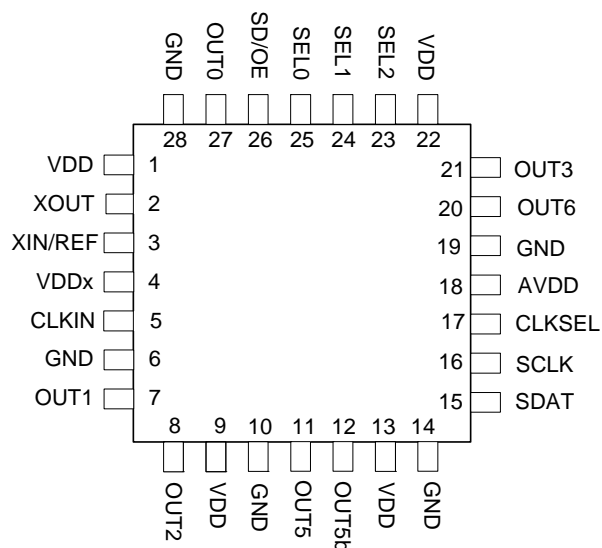 GND OUT0 SD/OE SEL0 SEL1 SEL2 VDD
28 27 26 25 24 23 22
VDD 1 21 OUT3
XOUT 2 20 OUT6
XIN/REF 3 19 GND
VDDx 4 18 AVDD
CLKIN 5 17 CLKSEL
GND 6 16 SCLK
OUT1 7 15 SDAT
8 9 10 11 12 13 14
OUT2 VDD GND OUT5 OUT5b VDD GND